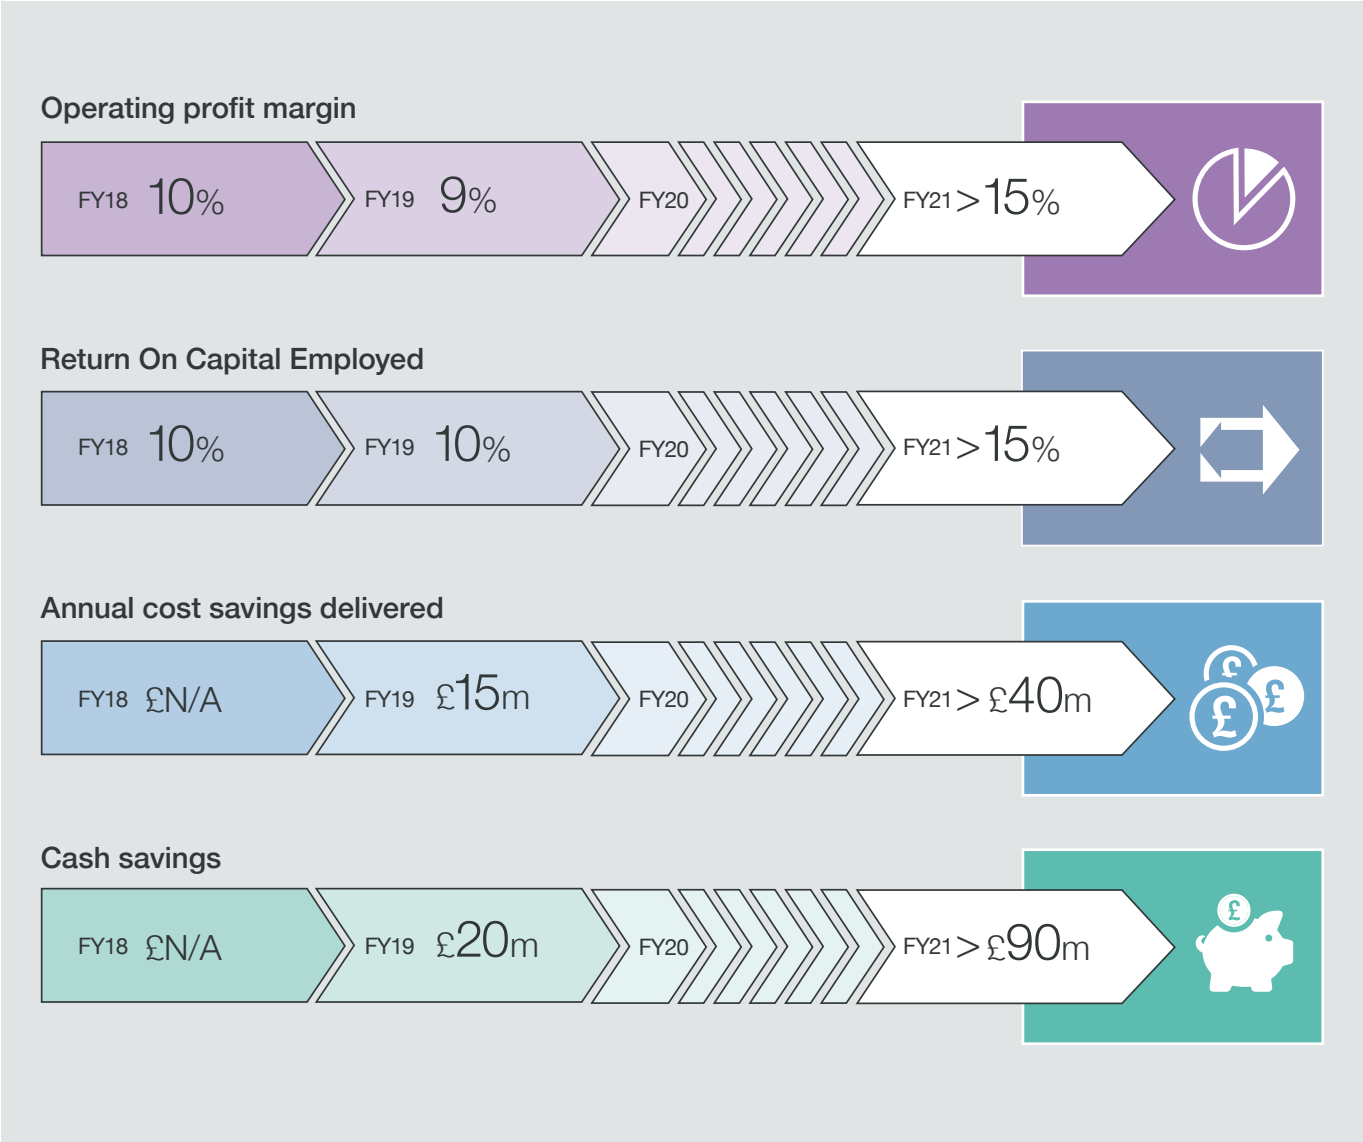 Operating profit margin
FY18 10% FY19 9% FY20 FY21 >15%
Return On Capital Employed
FY18 10% FY19 10% FY20 FY21 >15%
Annual cost savings delivered
£
£
£
FY18 £N/A FY19 £15m FY20 FY21 > £40m
Cash savings
£
FY18 £N/A FY19 £20m FY20 FY21 > £90m